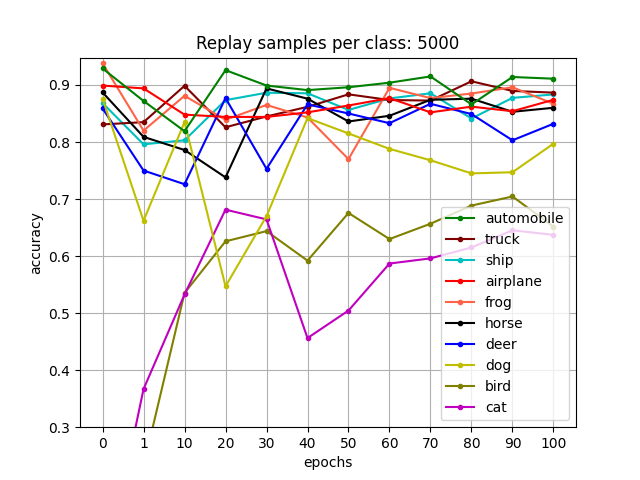 Replay samples per class: 5000
accuracy
0.9
0.8
0.7
0.6
0.5
0.4
0.3
automobile
truck
ship
airplane
frog
horse
deer
dog
bird
cat
0 1 10 20 30 40 50 60 70 80 90 100
epochs